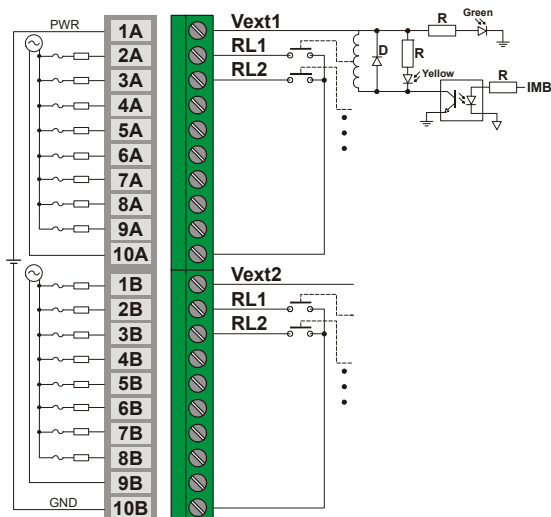 PWR
1A
2A
3A
4A
5A
6A
7A
8A
9A
10A
1B
2B
3B
4B
5B
6B
7B
8B
9B
10B
GND
Vext1
RL1
RL2
D
R
Yellow
R
Green
R
IMB
Vext2
RL1
RL2